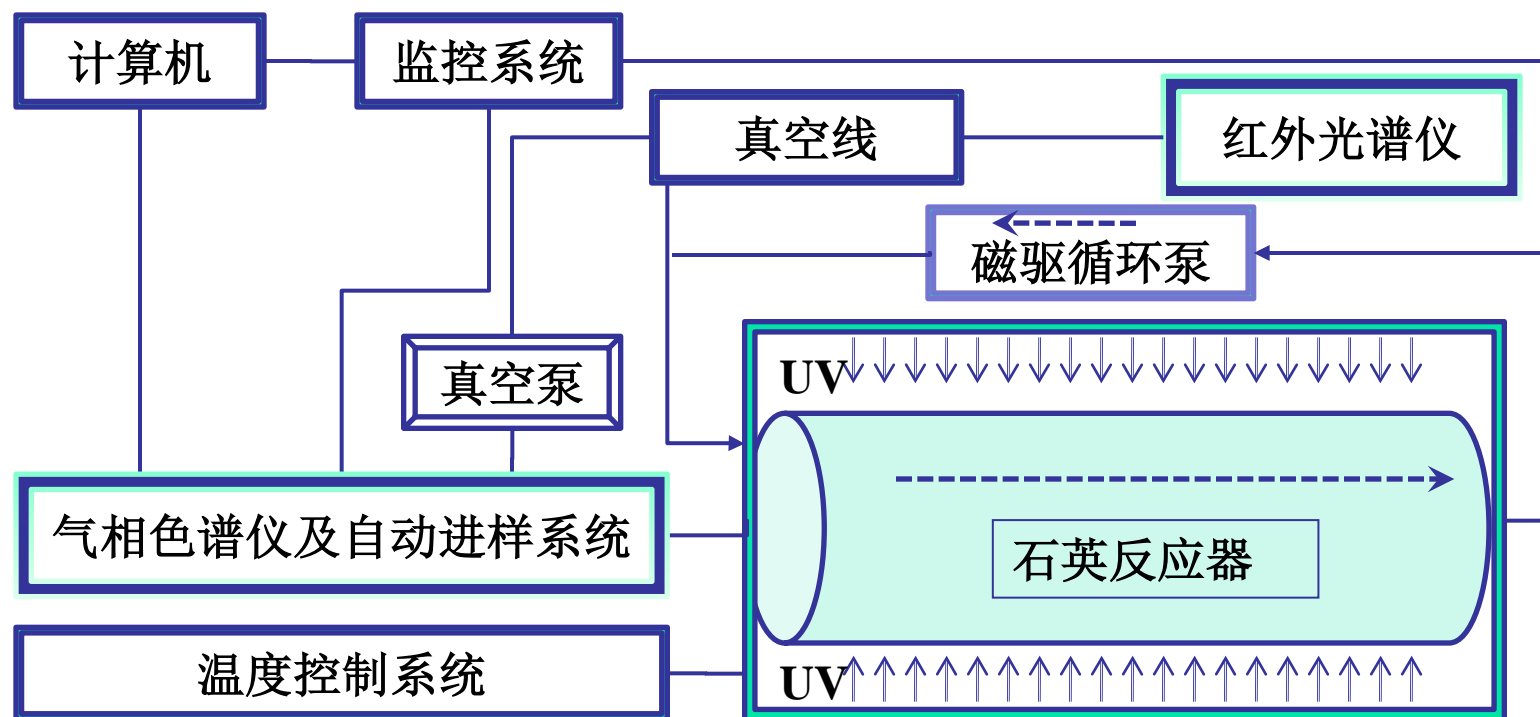 计算机
监控系统
真空线
红外光谱仪
磁驱循环泵
真空泵
UV
气相色谱仪及自动进样系统
石英反应器
温度控制系统
UV